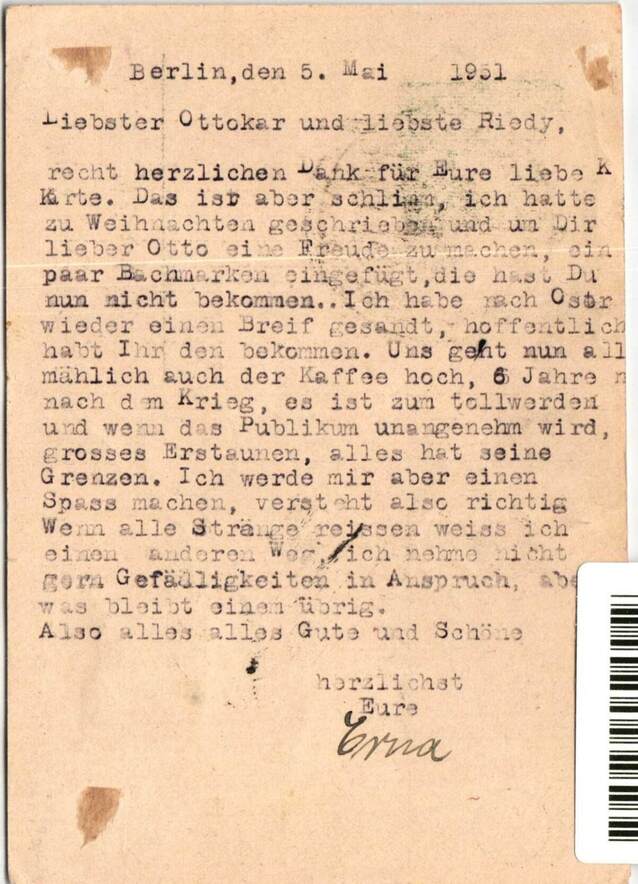 Berlin,den 5. Mai 1951
Liebster Ottokar und liebste Riedy,
recht herzlichen Dank für Eure liebe K
Karte. Das ist aber schlimm, ich hatte
zu Weihnachten geschrieben und um Dir
lieber Otto eine Freude zu machen, ein
paar Bachmarken eingefügt,die hast Du
nun nicht bekommen..Ich habe nach Ostr
wieder einen Breif gesandt, hoffentlich
habt Ihr den bekommen. Uns geht nun all
mählich auch der Kaffee hoch, 6 Jahre n
nach dem Krieg, es ist zum tollwerden
und wenn das Publikum unangenehm wird,
grosses Erstaunen, alles hat seine
Grenzen. Ich werde mir aber einen
Spass machen, versteht also richtig
Wenn alle Stränge reissen weiss ich
einen anderen Weg, ich nehme nicht
gern Gefälligkeiten in Anspruch, abe
was bleibt einen übrig.
Also alles alles Gute und Schöne
herzlichst
Eure
Erna